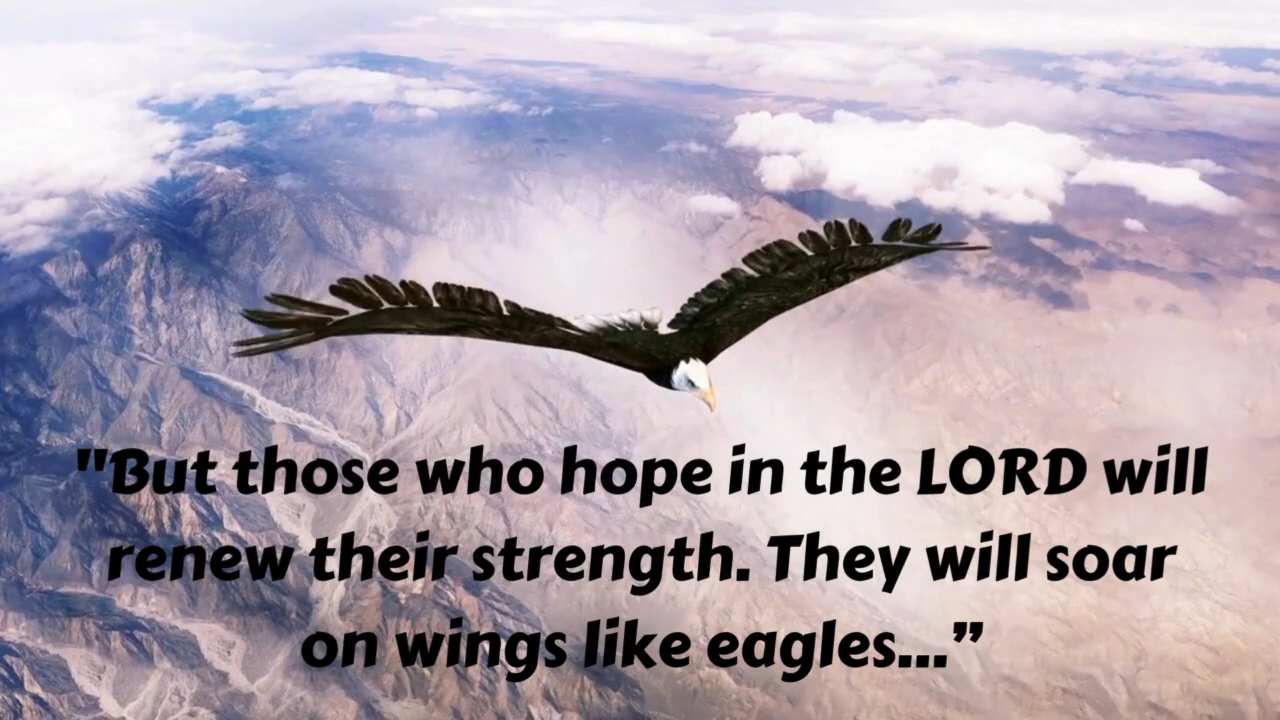 "But those who hope in the LORD will
renew their strength. They will soar
on wings like eagles...”